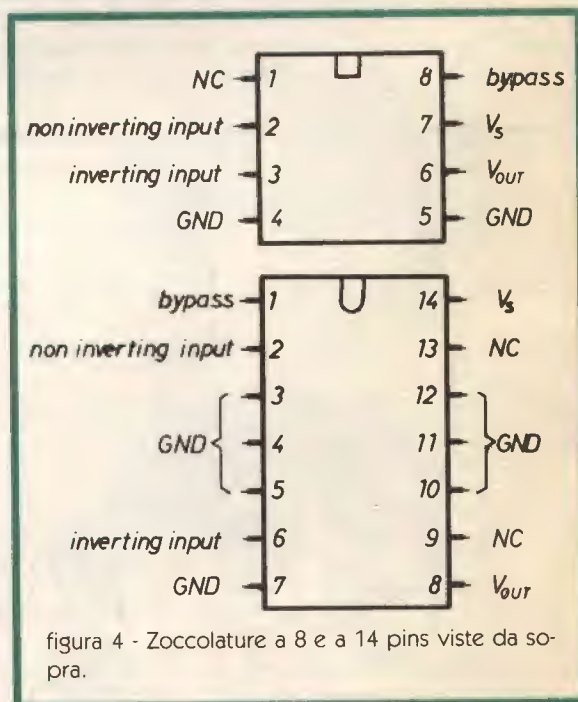 NC 1 8 bypass
non inverting input 2 7 Vs
inverting input 3 6 VOUT
GND 4 5 GND
bypass 1 14 Vs
non inverting input 2 13 NC
3 12
GND 4 11 GND
5 10
inverting input 6 9 NC
GND 7 8 VOUT
figura 4 - Zoccolature a 8 e a 14 pins viste da so-
pra.